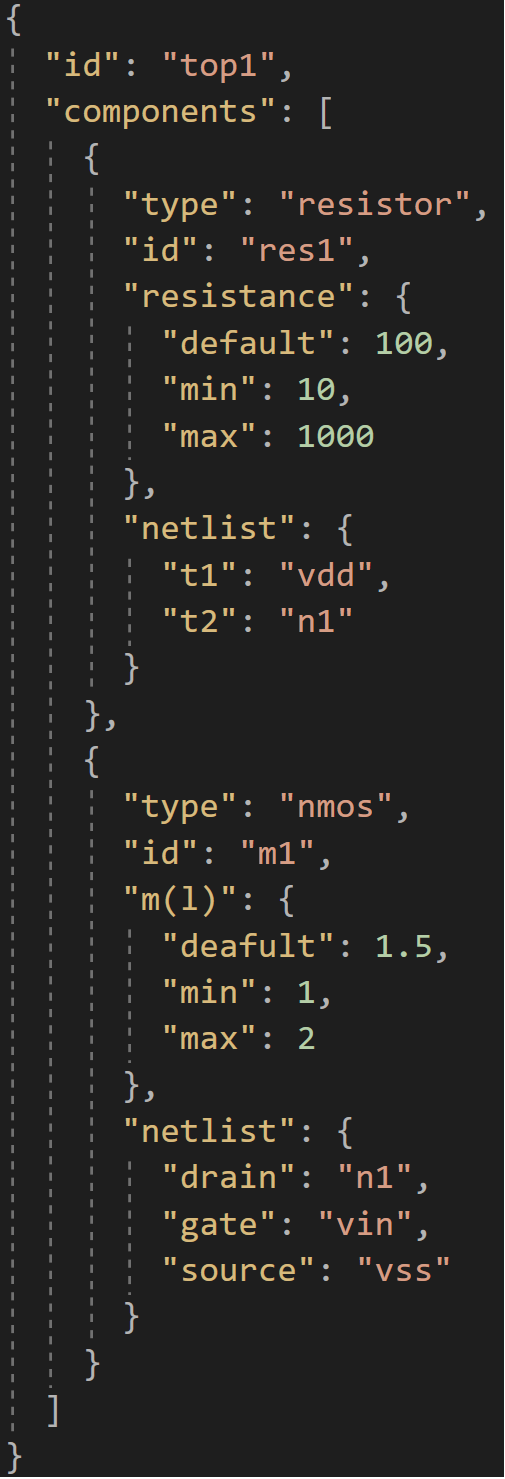 {
"id": "top1",
"components": [
{
"type": "resistor",
"id": "res1",
"resistance": {
"default": 100,
"min": 10,
"max": 1000
},
"netlist": {
"t1": "vdd",
"t2": "n1"
}
},
{
"type": "nmos",
"id": "m1",
"m(l)": {
"deafult": 1.5,
"min": 1,
"max": 2
},
"netlist": {
"drain": "n1",
"gate": "vin",
"source": "vss"
}
}
]
}